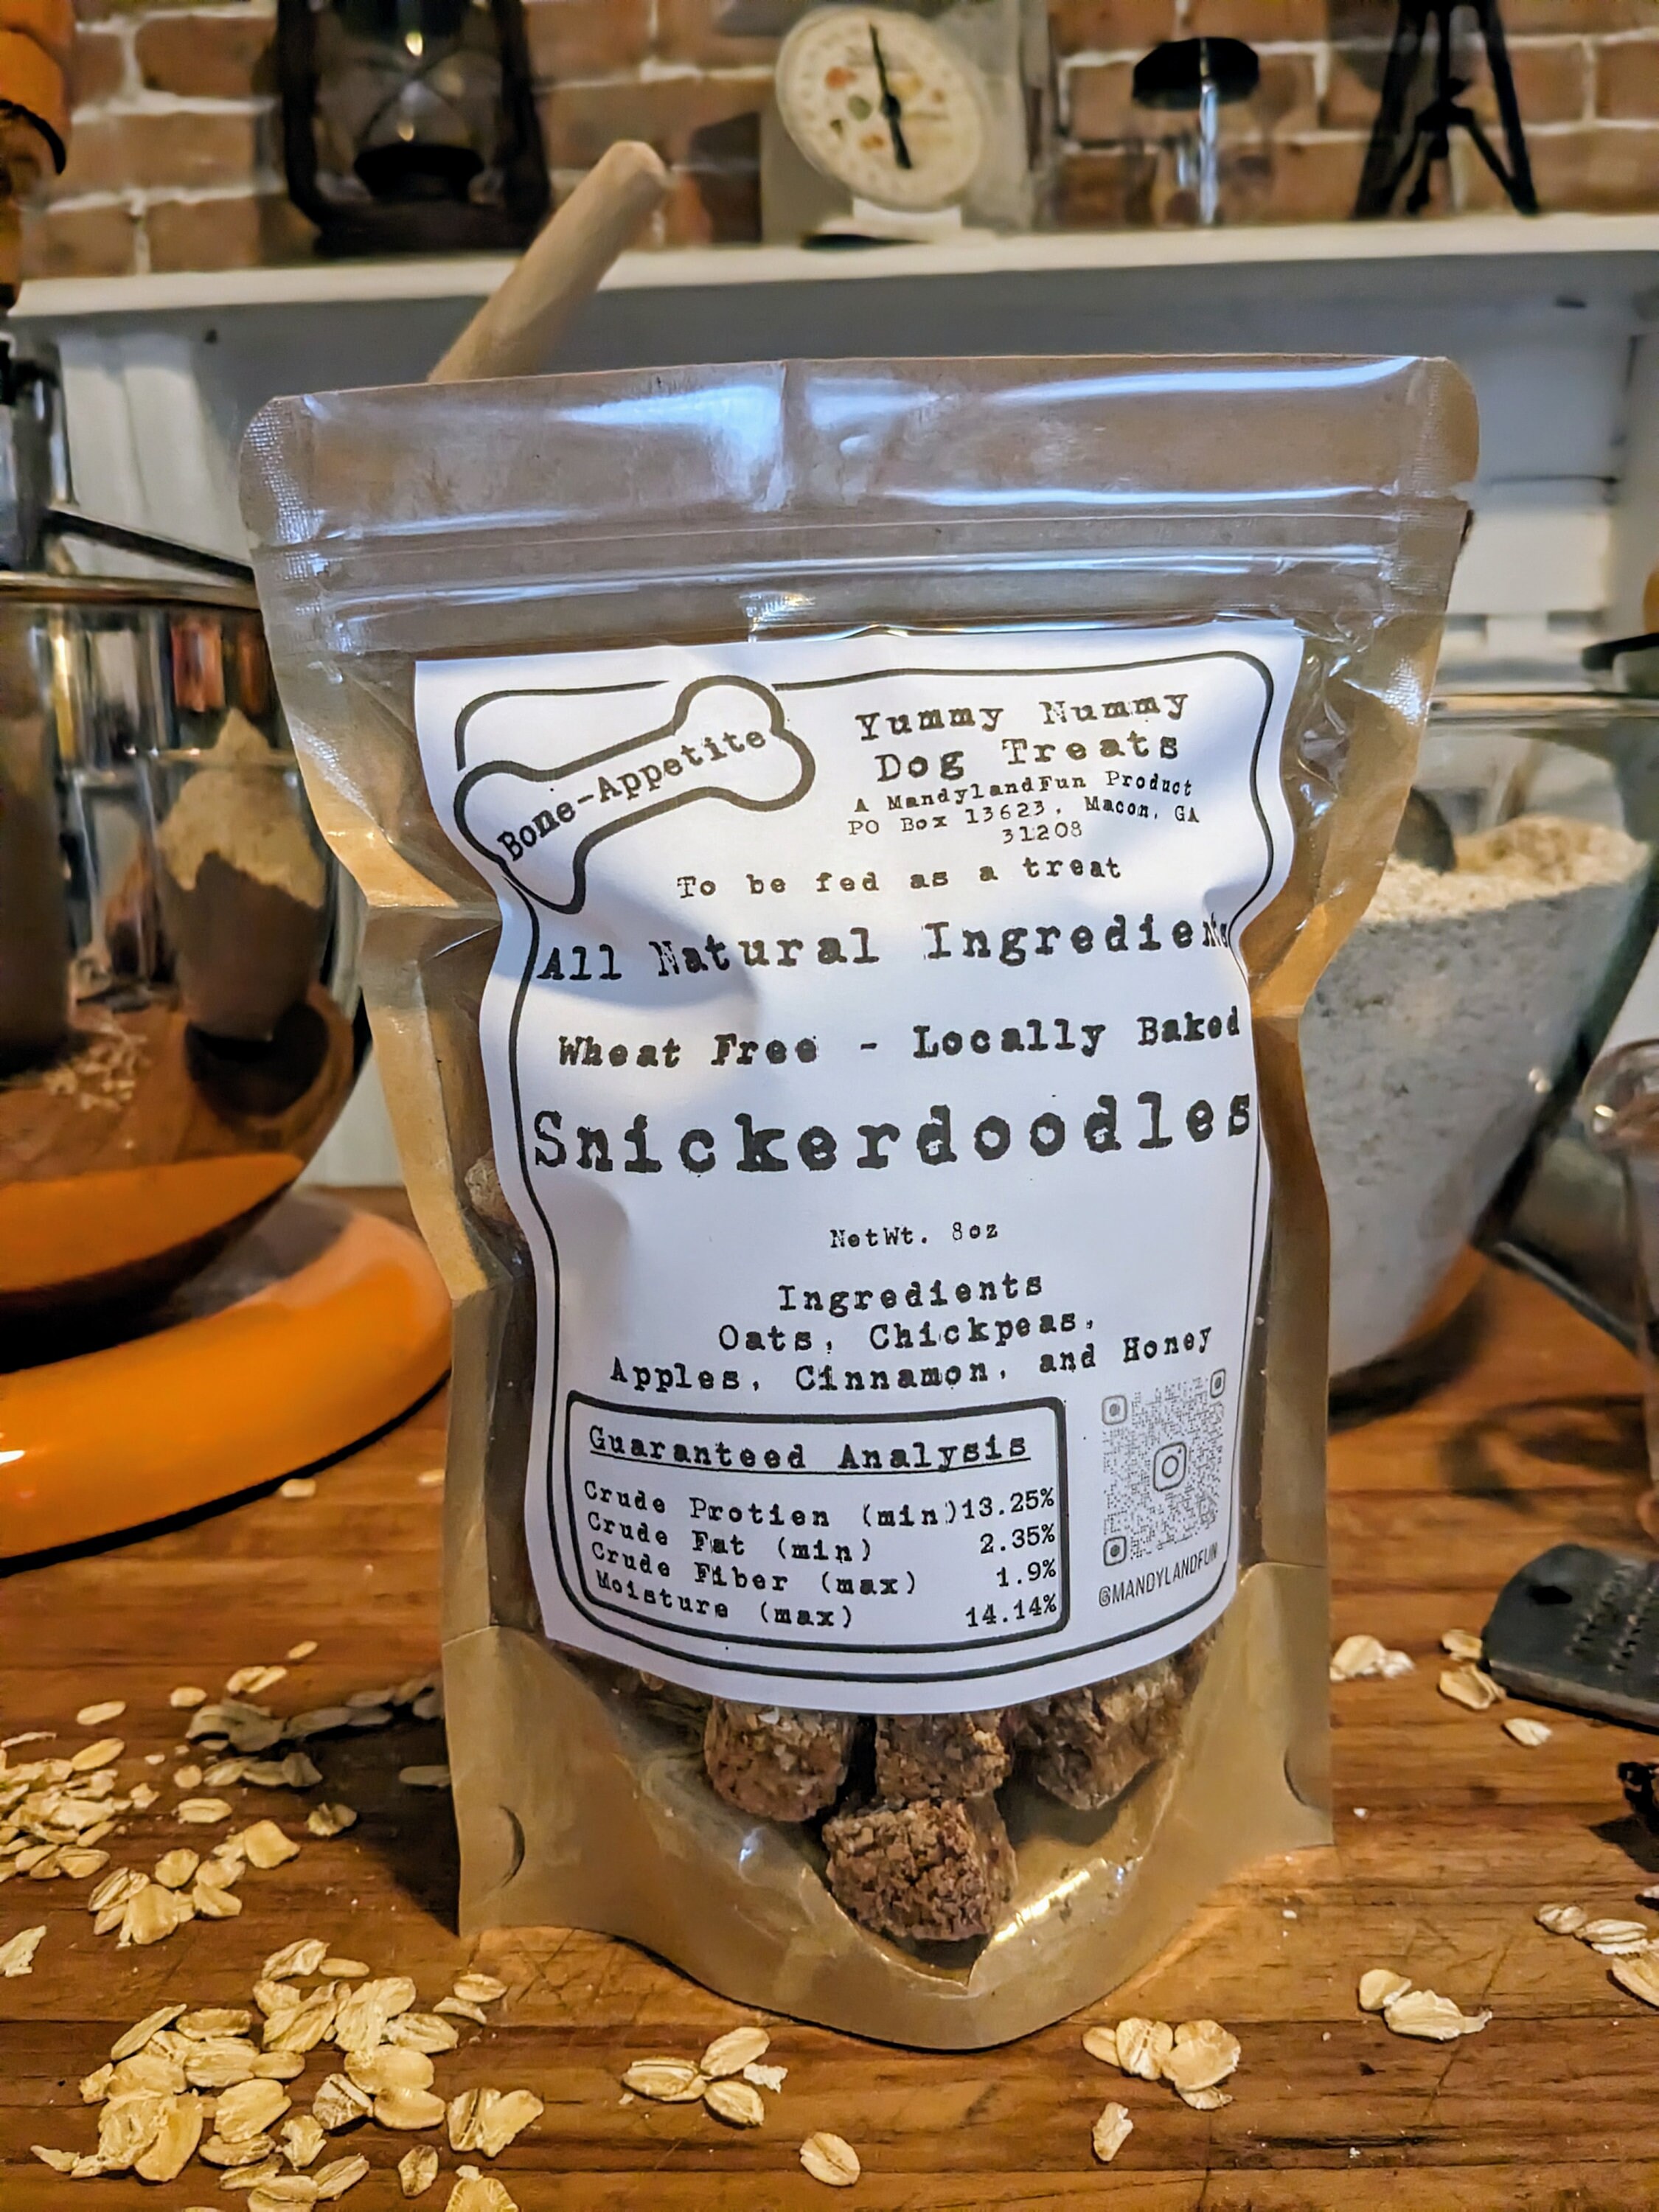 Bone-Appetite
Yummy Nummy
Dog Treats
A MandylandFun Product
PO Box 13623, Macon, GA
31208
To be fed as a treat
All Natural Ingredients
Wheat Free - Locally Baked
Snickerdoodles
NetWt. 8oz
Ingredients
Oats, Chickpeas,
Apples, Cinnamon, and Honey
Guaranteed Analysis
Crude Protien (min)13.25%
Crude Fat (min) 2.35%
Crude Fiber (max) 1.9%
Moisture (max) 14.14%
@MANDYLANDFUN